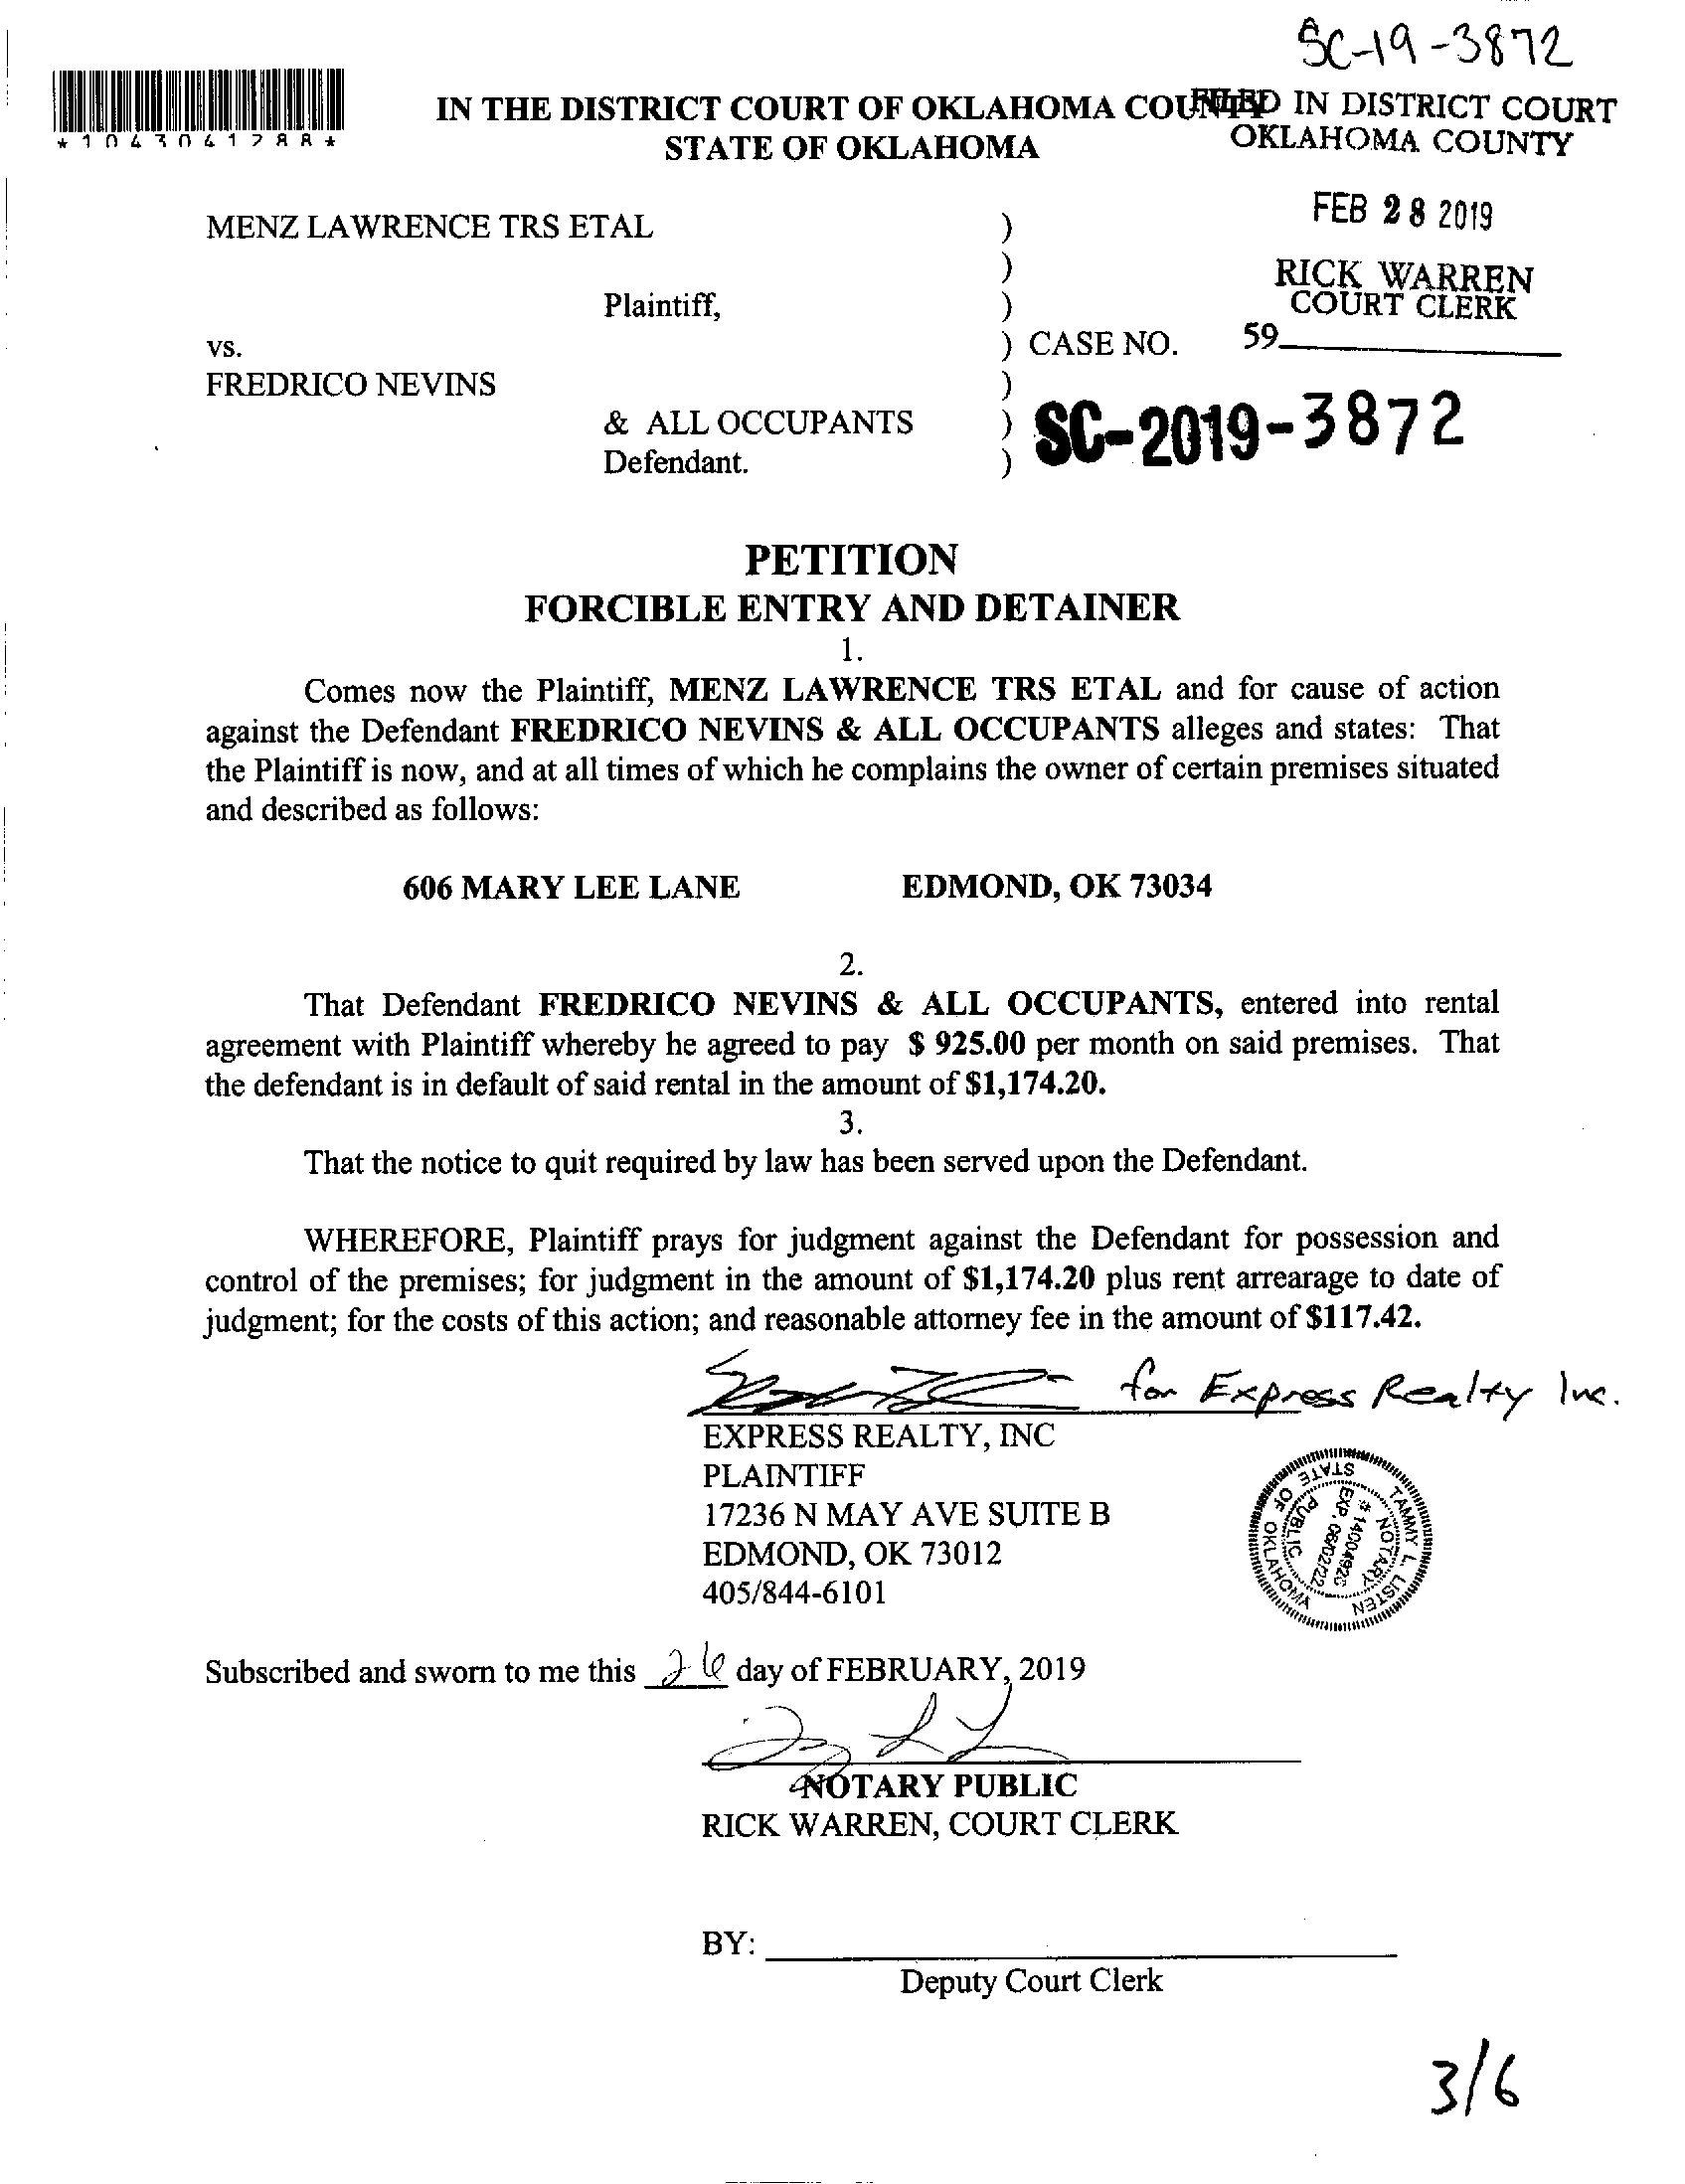 SC-19-3872
*1043041788*
IN THE DISTRICT COURT OF OKLAHOMA COUNTY
STATE OF OKLAHOMA
FILED IN DISTRICT COURT
OKLAHOMA COUNTY
FEB 28 2019
RICK WARREN
COURT CLERK
59
MENZ LAWRENCE TRS ETAL )
)
Plaintiff, )
vs. ) CASE NO.
FREDRICO NEVINS )
& ALL OCCUPANTS ) SC-2019-3872
Defendant. )
PETITION
FORCIBLE ENTRY AND DETAINER
1.
Comes now the Plaintiff, MENZ LAWRENCE TRS ETAL and for cause of action
against the Defendant FREDRICO NEVINS & ALL OCCUPANTS alleges and states: That
the Plaintiff is now, and at all times of which he complains the owner of certain premises situated
and described as follows:
606 MARY LEE LANE EDMOND, OK 73034
2.
That Defendant FREDRICO NEVINS & ALL OCCUPANTS, entered into rental
agreement with Plaintiff whereby he agreed to pay $ 925.00 per month on said premises. That
the defendant is in default of said rental in the amount of $1,174.20.
3.
That the notice to quit required by law has been served upon the Defendant.
WHEREFORE, Plaintiff prays for judgment against the Defendant for possession and
control of the premises; for judgment in the amount of $1,174.20 plus rent arrearage to date of
judgment; for the costs of this action; and reasonable attorney fee in the amount of $117.42.
for Express Realty Inc.
EXPRESS REALTY, INC
PLAINTIFF
17236 N MAY AVE SUITE B
EDMOND, OK 73012
405/844-6101
TAMMY L. LISTEN
NOTARY
# 14004926
EXP. 06/02/22
PUBLIC
STATE OF OKLAHOMA
Subscribed and sworn to me this 26 day of FEBRUARY, 2019
NOTARY PUBLIC
RICK WARREN, COURT CLERK
BY:
Deputy Court Clerk
3/6